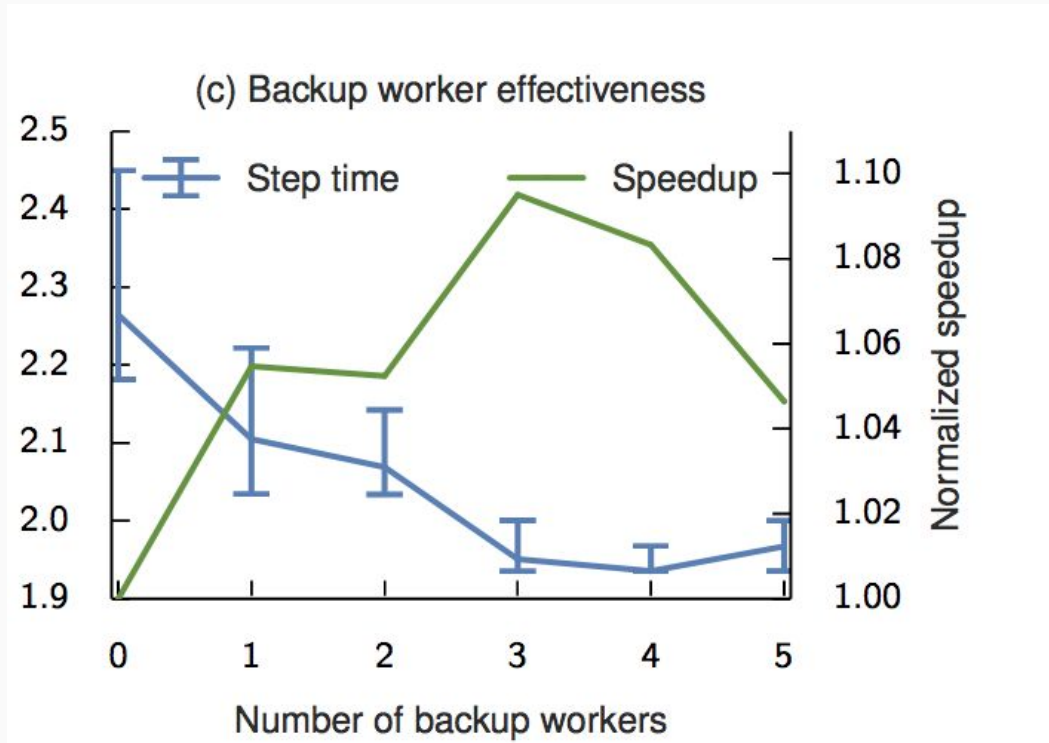 (c) Backup worker effectiveness
Step time
Speedup
2.5
2.4
2.3
2.2
2.1
2.0
1.9
1.10
1.08
1.06
1.04
1.02
1.00
Normalized speedup
0 1 2 3 4 5
Number of backup workers